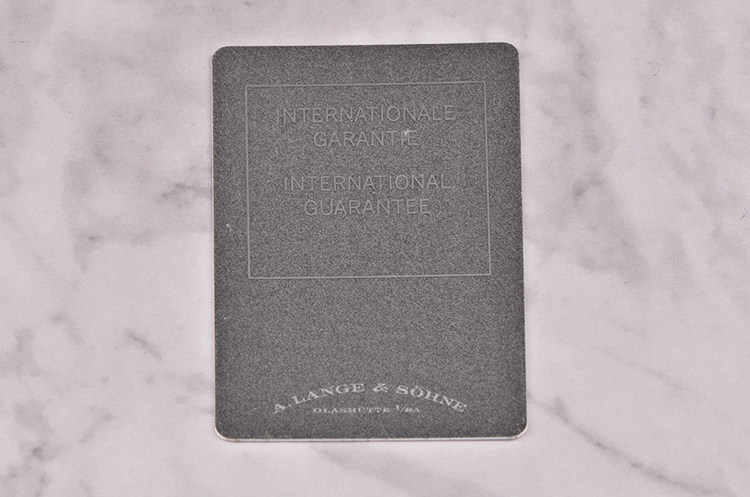 INTERNATIONALE
GARANTIE
INTERNATIONAL
GUARANTEE
A. LANGE & SÖHNE
GLASHÜTTE I/SA